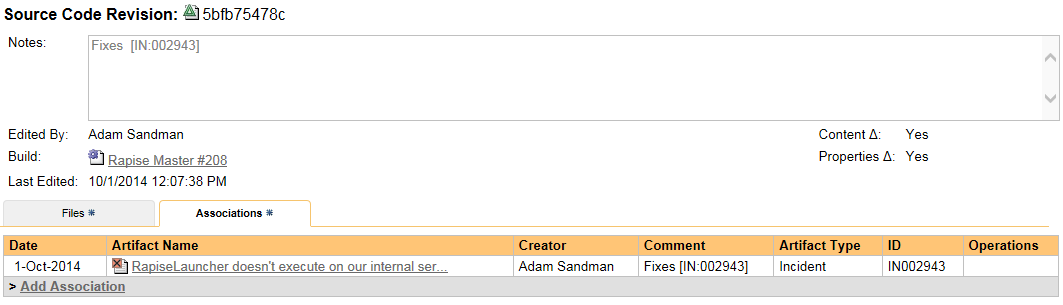 Source Code Revision: 5bfb75478c
Notes: Fixes [IN:002943]
Edited By: Adam Sandman Content Δ: Yes
Build: Rapise Master #208 Properties Δ: Yes
Last Edited: 10/1/2014 12:07:38 PM
Files * Associations *
Date Artifact Name Creator Comment Artifact Type ID Operations
1-Oct-2014 RapiseLauncher doesn't execute on our internal ser... Adam Sandman Fixes [IN:002943] Incident IN002943
> Add Association